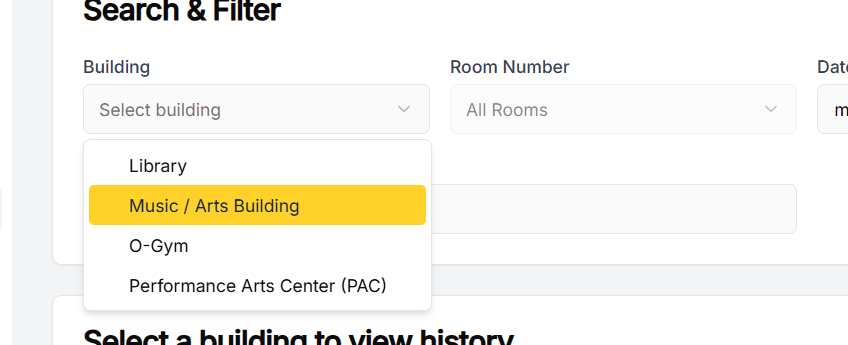 Search & Filter
Building
Room Number
Select building
All Rooms
Library
Music / Arts Building
O-Gym
Performance Arts Center (PAC)
Select a building to view history